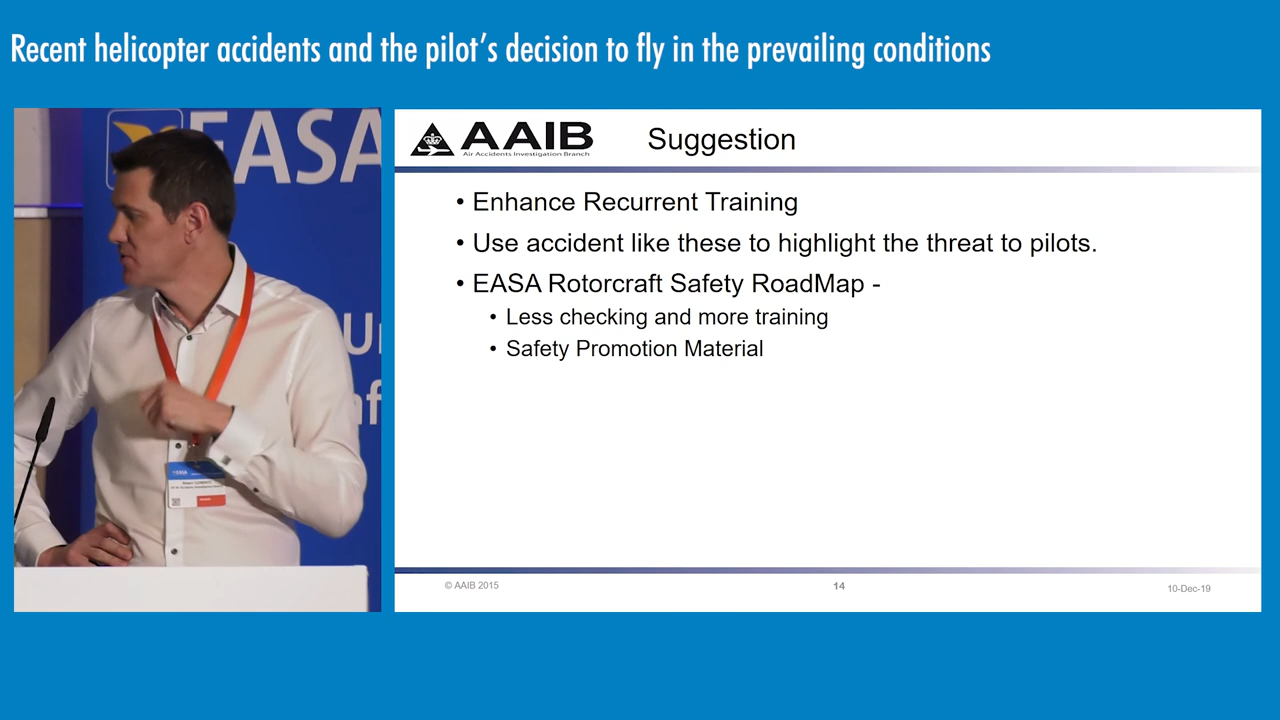 Recent helicopter accidents and the pilot's decision to fly in the prevailing conditions
EASA
AAIB
Air Accidents Investigation Branch
Suggestion
• Enhance Recurrent Training
• Use accident like these to highlight the threat to pilots.
• EASA Rotorcraft Safety RoadMap -
• Less checking and more training
• Safety Promotion Material
© AAIB 2015
14
10-Dec-19